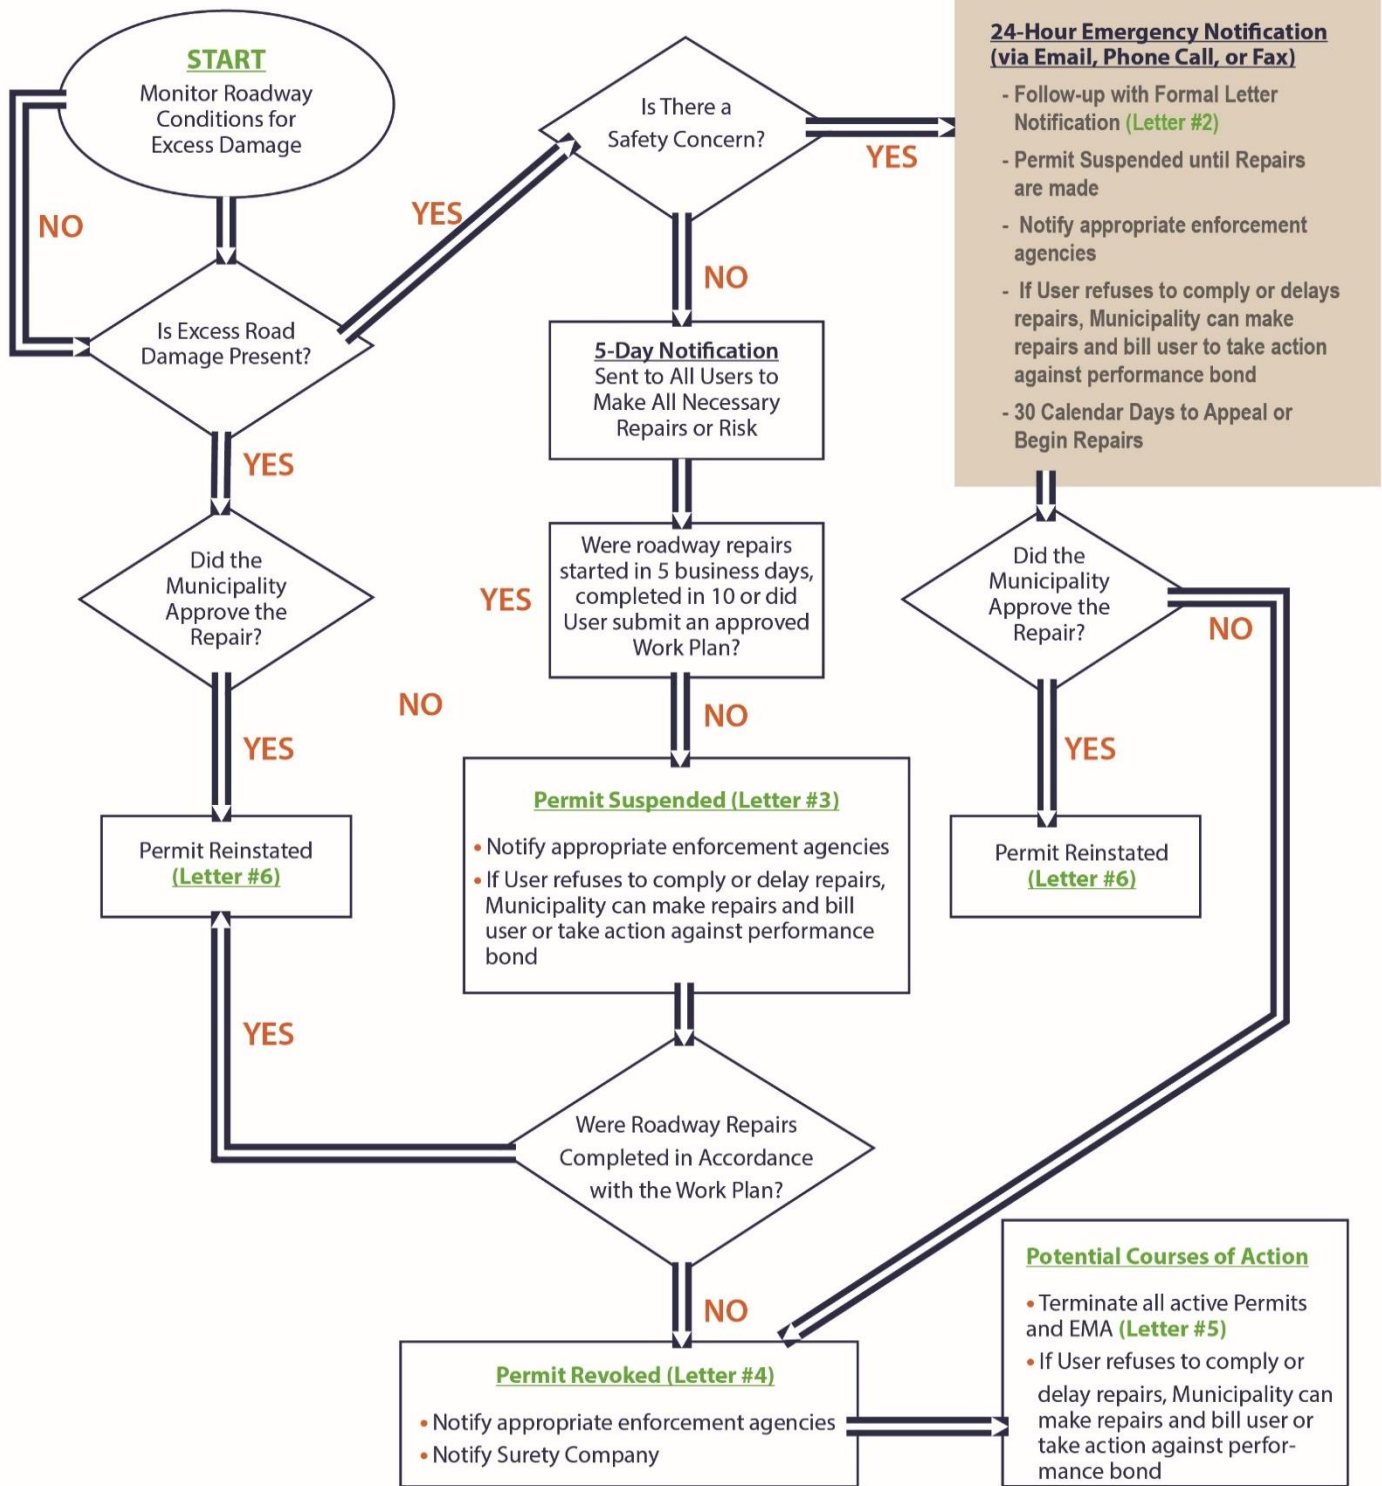 START
Monitor Roadway
Conditions for
Excess Damage
NO
Is Excess Road
Damage Present?
YES
Is There a
Safety Concern?
YES
24-Hour Emergency Notification
(via Email, Phone Call, or Fax)
- Follow-up with Formal Letter
Notification (Letter #2)
- Permit Suspended until Repairs
are made
- Notify appropriate enforcement
agencies
- If User refuses to comply or delays
repairs, Municipality can make
repairs and bill user to take action
against performance bond
- 30 Calendar Days to Appeal or
Begin Repairs
NO
5-Day Notification
Sent to All Users to
Make All Necessary
Repairs or Risk
YES
Did the
Municipality
Approve the
Repair?
YES
Were roadway repairs
started in 5 business days,
completed in 10 or did
User submit an approved
Work Plan?
Did the
Municipality
Approve the
Repair?
NO
NO
NO
YES
YES
Permit Reinstated
(Letter #6)
Permit Suspended (Letter #3)
• Notify appropriate enforcement agencies
• If User refuses to comply or delay repairs,
Municipality can make repairs and bill
user or take action against performance
bond
Permit Reinstated
(Letter #6)
YES
Were Roadway Repairs
Completed in Accordance
with the Work Plan?
NO
Permit Revoked (Letter #4)
• Notify appropriate enforcement agencies
• Notify Surety Company
Potential Courses of Action
• Terminate all active Permits
and EMA (Letter #5)
• If User refuses to comply or
delay repairs, Municipality can
make repairs and bill user or
take action against perfor-
mance bond